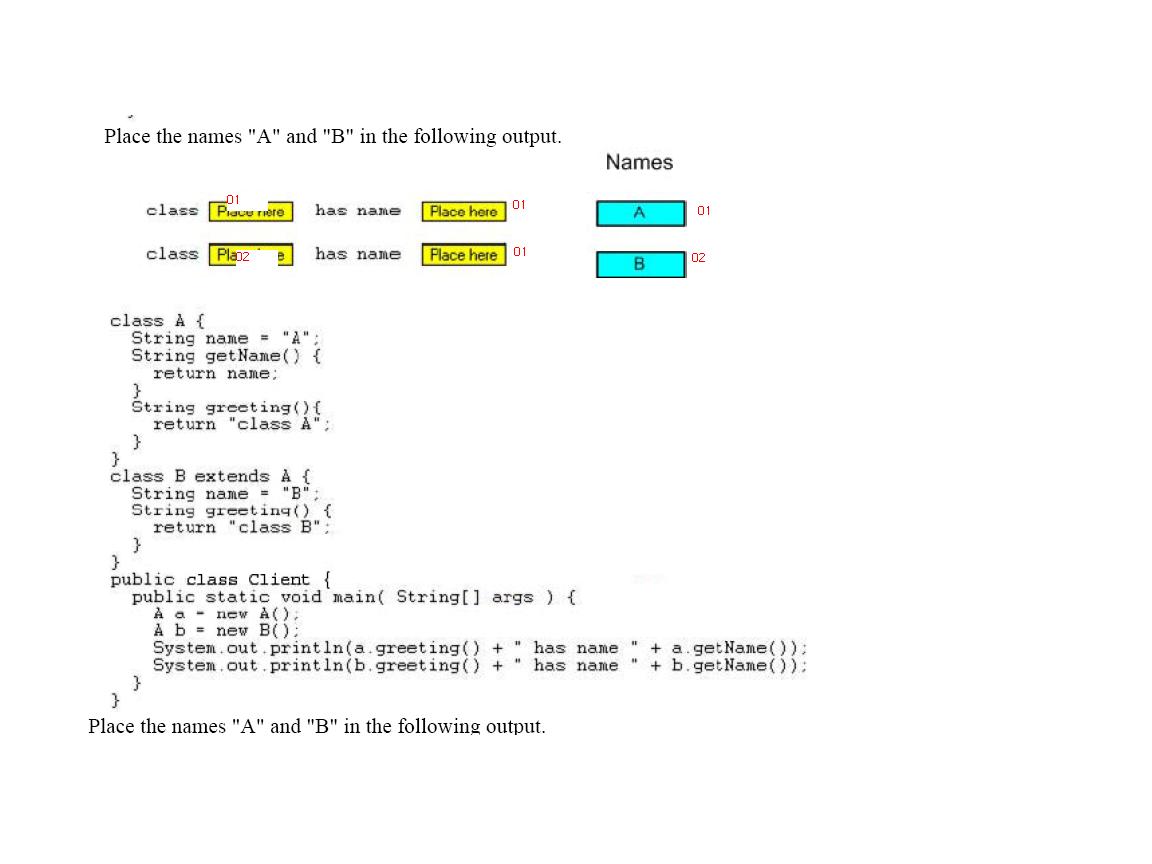 Place the names "A" and "B" in the following output.
Names
class 01 has name Place here 01 A 01
class 02 has name Place here 01 B 02
class A {
String name = "A";
String getName() {
return name;
}
String greeting(){
return "class A";
}
}
class B extends A {
String name = "B";
String greeting() {
return "class B";
}
}
public class Client {
public static void main( String[] args ) {
A a = new A();
A b = new B();
System.out.println(a.greeting() + " has name " + a.getName());
System.out.println(b.greeting() + " has name " + b.getName());
}
}
Place the names "A" and "B" in the following output.